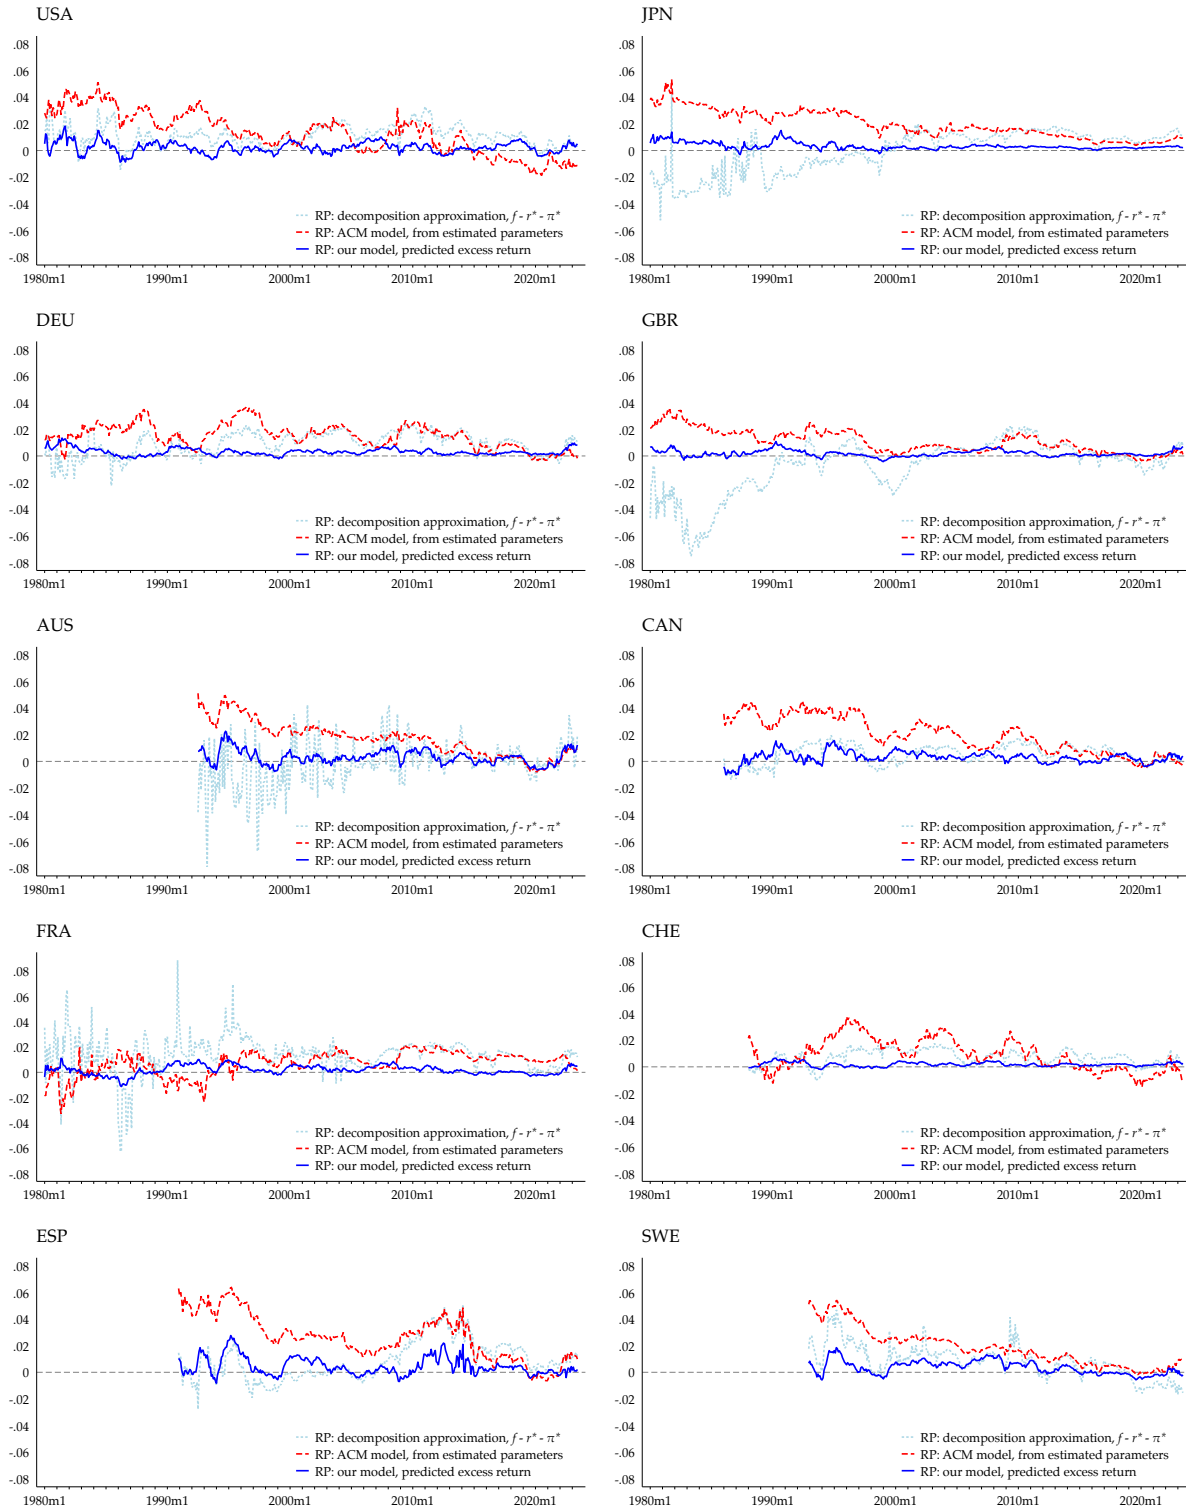 USA
.08
.06
.04
.02
0
-.02
-.04
-.06
-.08
RP: decomposition approximation, f - r* - π*
RP: ACM model, from estimated parameters
RP: our model, predicted excess return
1980m1 1990m1 2000m1 2010m1 2020m1
JPN
.08
.06
.04
.02
0
-.02
-.04
-.06
-.08
RP: decomposition approximation, f - r* - π*
RP: ACM model, from estimated parameters
RP: our model, predicted excess return
1980m1 1990m1 2000m1 2010m1 2020m1
DEU
.08
.06
.04
.02
0
-.02
-.04
-.06
-.08
RP: decomposition approximation, f - r* - π*
RP: ACM model, from estimated parameters
RP: our model, predicted excess return
1980m1 1990m1 2000m1 2010m1 2020m1
GBR
.08
.06
.04
.02
0
-.02
-.04
-.06
-.08
RP: decomposition approximation, f - r* - π*
RP: ACM model, from estimated parameters
RP: our model, predicted excess return
1980m1 1990m1 2000m1 2010m1 2020m1
AUS
.08
.06
.04
.02
0
-.02
-.04
-.06
-.08
RP: decomposition approximation, f - r* - π*
RP: ACM model, from estimated parameters
RP: our model, predicted excess return
1980m1 1990m1 2000m1 2010m1 2020m1
CAN
.08
.06
.04
.02
0
-.02
-.04
-.06
-.08
RP: decomposition approximation, f - r* - π*
RP: ACM model, from estimated parameters
RP: our model, predicted excess return
1980m1 1990m1 2000m1 2010m1 2020m1
FRA
.08
.06
.04
.02
0
-.02
-.04
-.06
-.08
RP: decomposition approximation, f - r* - π*
RP: ACM model, from estimated parameters
RP: our model, predicted excess return
1980m1 1990m1 2000m1 2010m1 2020m1
CHE
.08
.06
.04
.02
0
-.02
-.04
-.06
-.08
RP: decomposition approximation, f - r* - π*
RP: ACM model, from estimated parameters
RP: our model, predicted excess return
1980m1 1990m1 2000m1 2010m1 2020m1
ESP
.08
.06
.04
.02
0
-.02
-.04
-.06
-.08
RP: decomposition approximation, f - r* - π*
RP: ACM model, from estimated parameters
RP: our model, predicted excess return
1980m1 1990m1 2000m1 2010m1 2020m1
SWE
.08
.06
.04
.02
0
-.02
-.04
-.06
-.08
RP: decomposition approximation, f - r* - π*
RP: ACM model, from estimated parameters
RP: our model, predicted excess return
1980m1 1990m1 2000m1 2010m1 2020m1